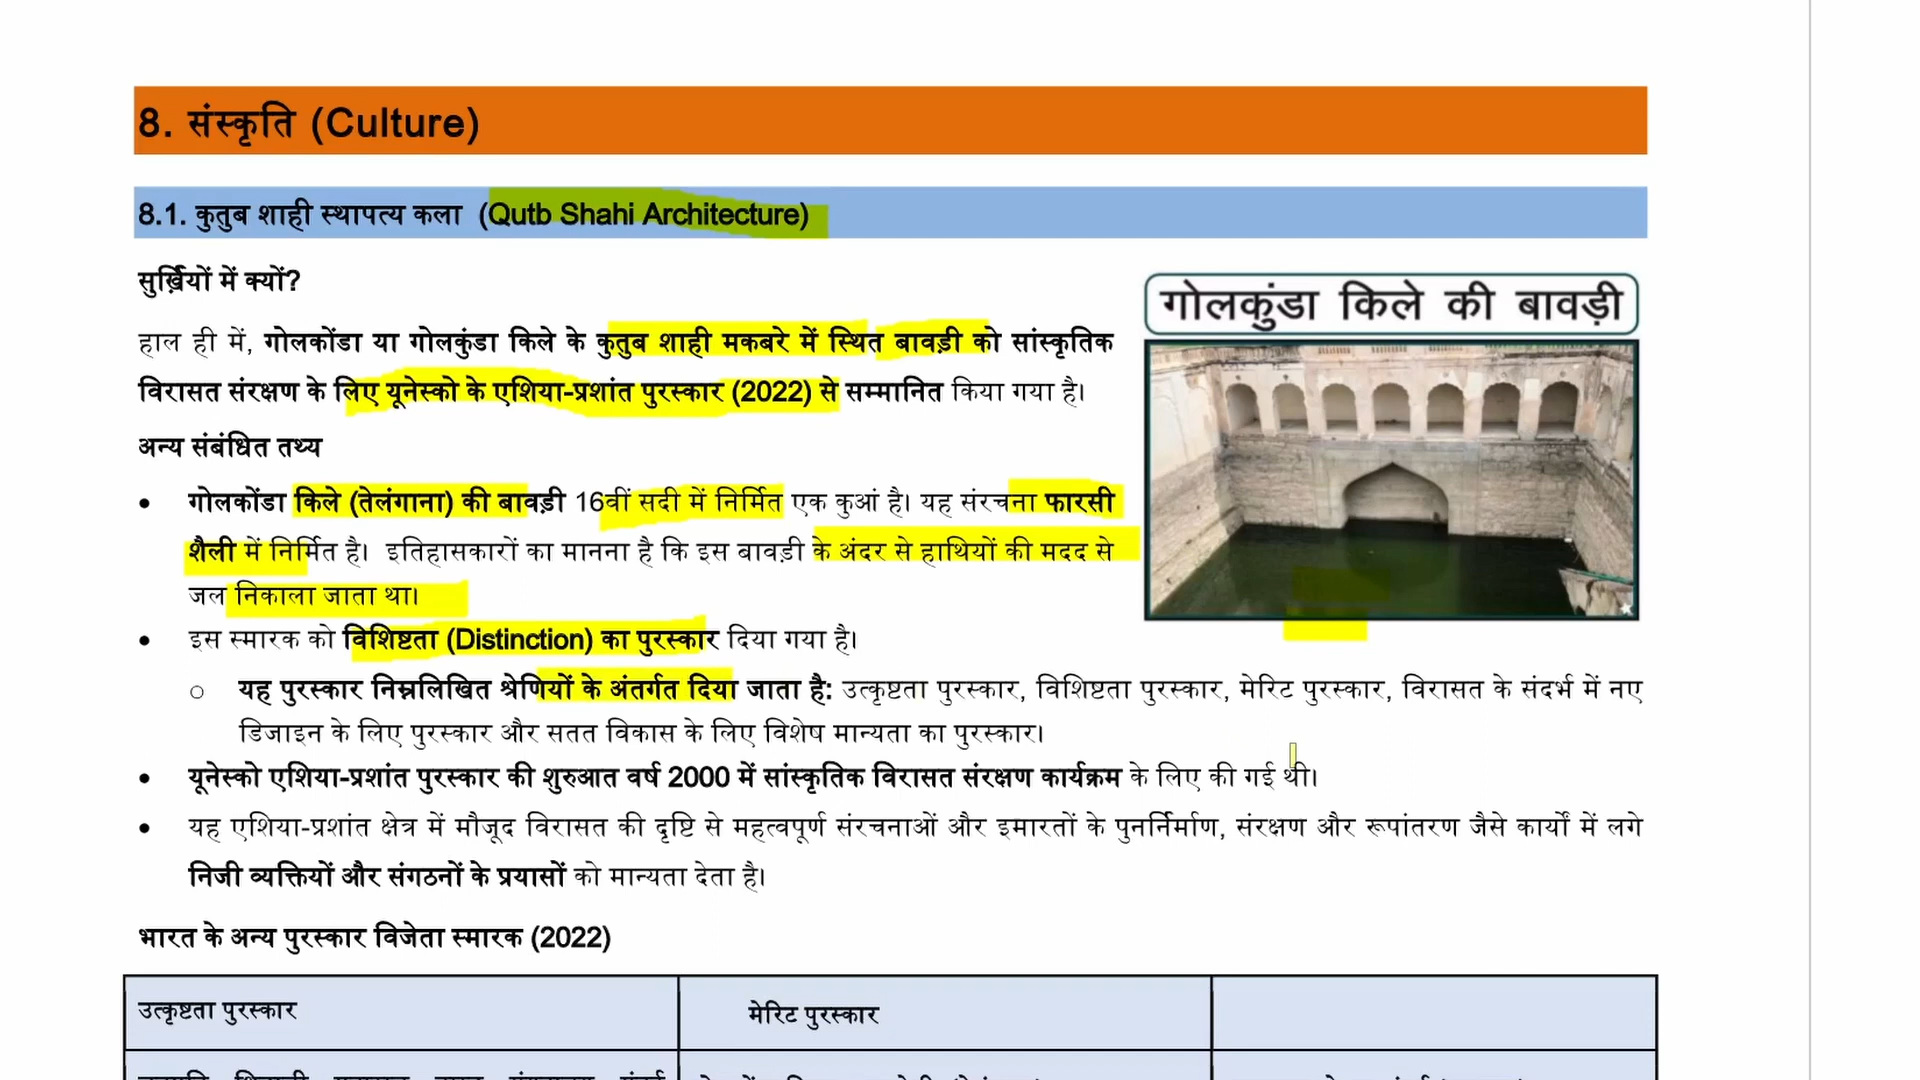 8. संस्कृति (Culture)
8.1. कुतुब शाही स्थापत्य कला (Qutb Shahi Architecture)
सुर्ख़ियों में क्यों?
गोलकुंडा किले की बावड़ी
हाल ही में, गोलकोंडा या गोलकुंडा किले के कुतुब शाही मकबरे में स्थित बावड़ी को सांस्कृतिक
विरासत संरक्षण के लिए यूनेस्को के एशिया-प्रशांत पुरस्कार (2022) से सम्मानित किया गया है।
अन्य संबंधित तथ्य
• गोलकोंडा किले (तेलंगाना) की बावड़ी 16वीं सदी में निर्मित एक कुआं है। यह संरचना फारसी
शैली में निर्मित है। इतिहासकारों का मानना है कि इस बावड़ी के अंदर से हाथियों की मदद से
जल निकाला जाता था।
• इस स्मारक को विशिष्टता (Distinction) का पुरस्कार दिया गया है।
○ यह पुरस्कार निम्नलिखित श्रेणियों के अंतर्गत दिया जाता है: उत्कृष्टता पुरस्कार, विशिष्टता पुरस्कार, मेरिट पुरस्कार, विरासत के संदर्भ में नए
डिजाइन के लिए पुरस्कार और सतत विकास के लिए विशेष मान्यता का पुरस्कार।
• यूनेस्को एशिया-प्रशांत पुरस्कार की शुरुआत वर्ष 2000 में सांस्कृतिक विरासत संरक्षण कार्यक्रम के लिए की गई थी।
• यह एशिया-प्रशांत क्षेत्र में मौजूद विरासत की दृष्टि से महत्वपूर्ण संरचनाओं और इमारतों के पुनर्निर्माण, संरक्षण और रूपांतरण जैसे कार्यों में लगे
निजी व्यक्तियों और संगठनों के प्रयासों को मान्यता देता है।
भारत के अन्य पुरस्कार विजेता स्मारक (2022)
उत्कृष्टता पुरस्कार
मेरिट पुरस्कार